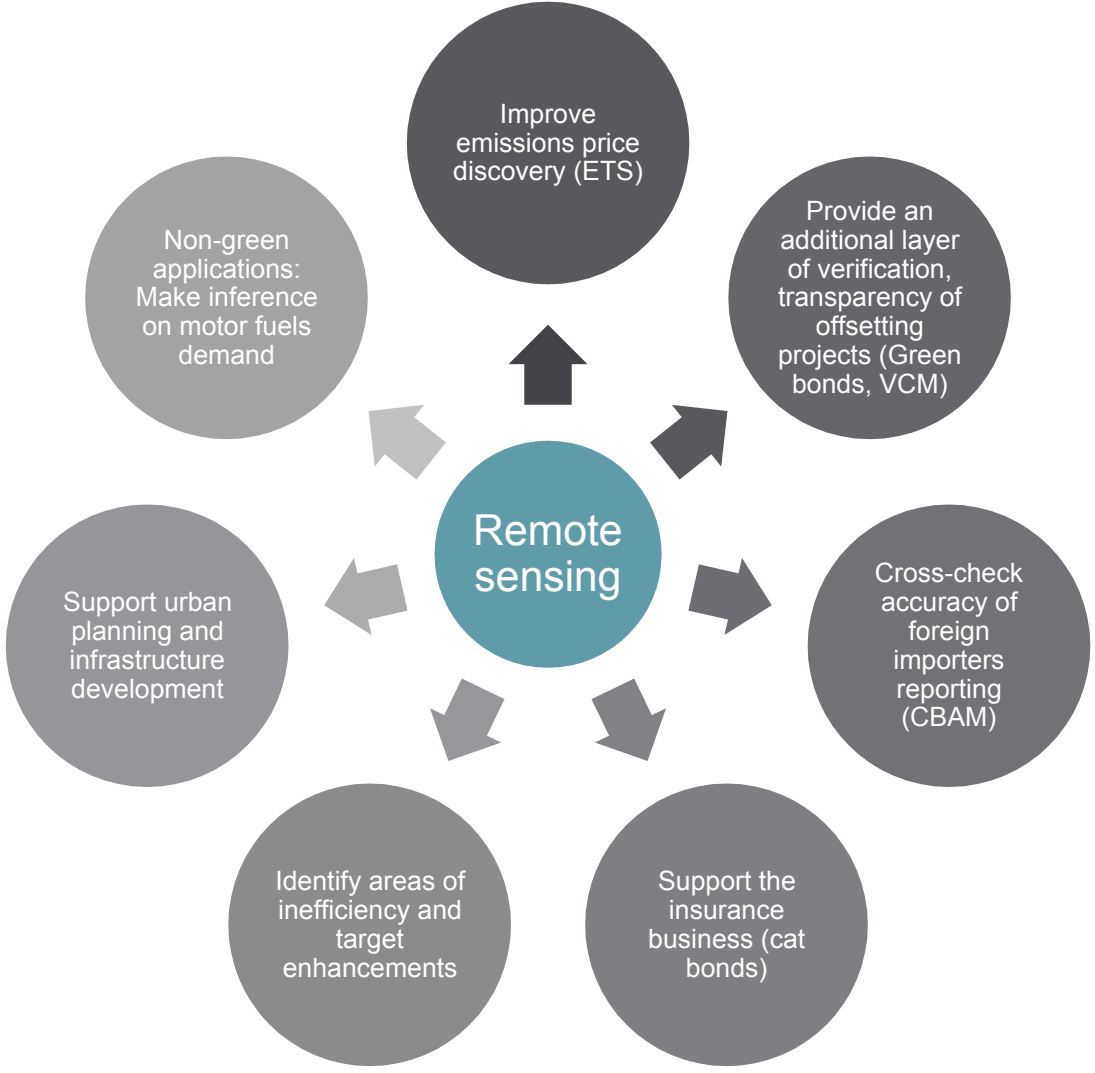 Improve
emissions price
discovery (ETS)
Provide an
additional layer
of verification,
transparency of
offsetting
projects (Green
bonds, VCM)
Cross-check
accuracy of
foreign
importers
reporting
(CBAM)
Support the
insurance
business (cat
bonds)
Identify areas of
inefficiency and
target
enhancements
Support urban
planning and
infrastructure
development
Non-green
applications:
Make inference
on motor fuels
demand
Remote
sensing